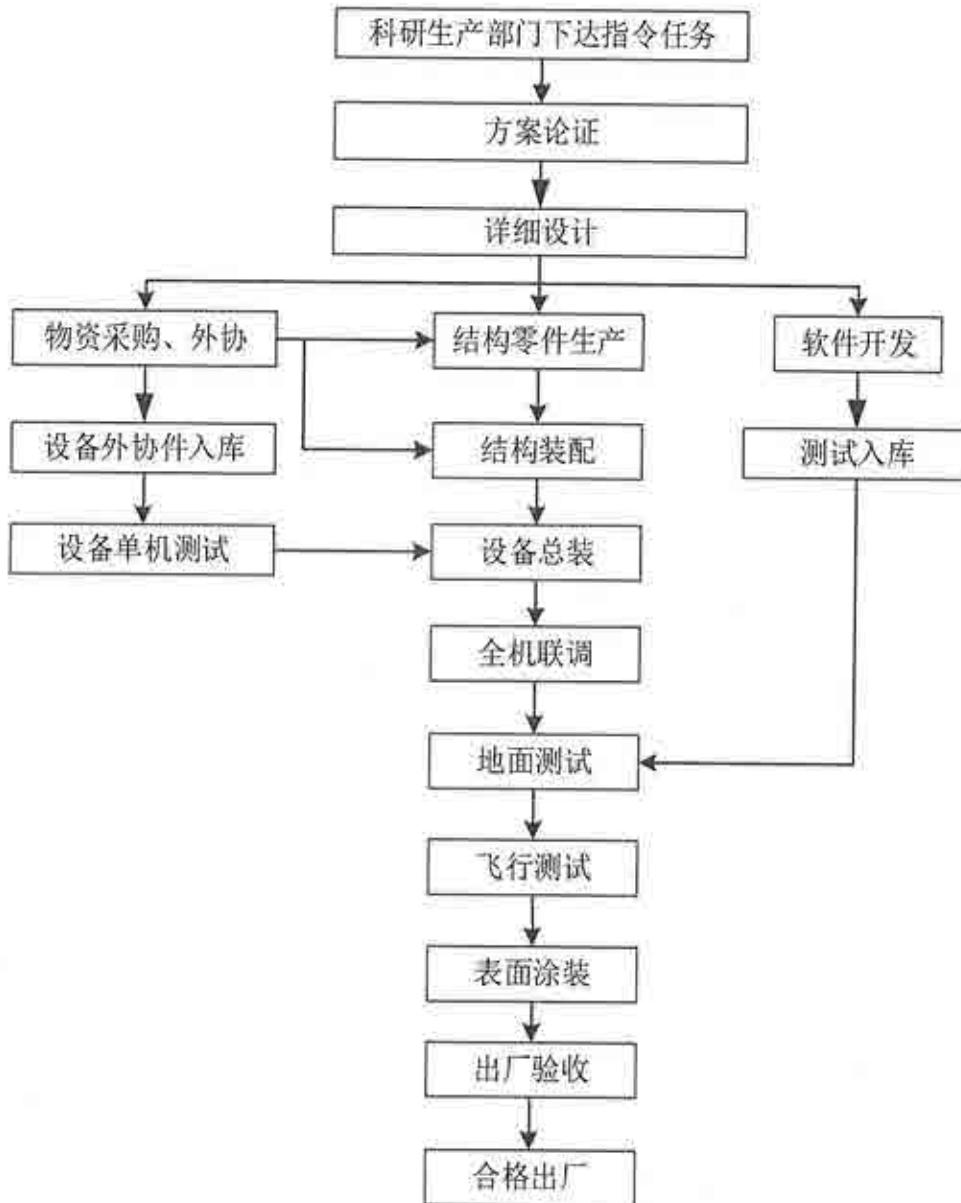 科研生产部门下达指令任务
方案论证
详细设计
物资采购、外协
结构零件生产
软件开发
设备外协件入库
结构装配
测试入库
设备单机测试
设备总装
全机联调
地面测试
飞行测试
表面涂装
出厂验收
合格出厂